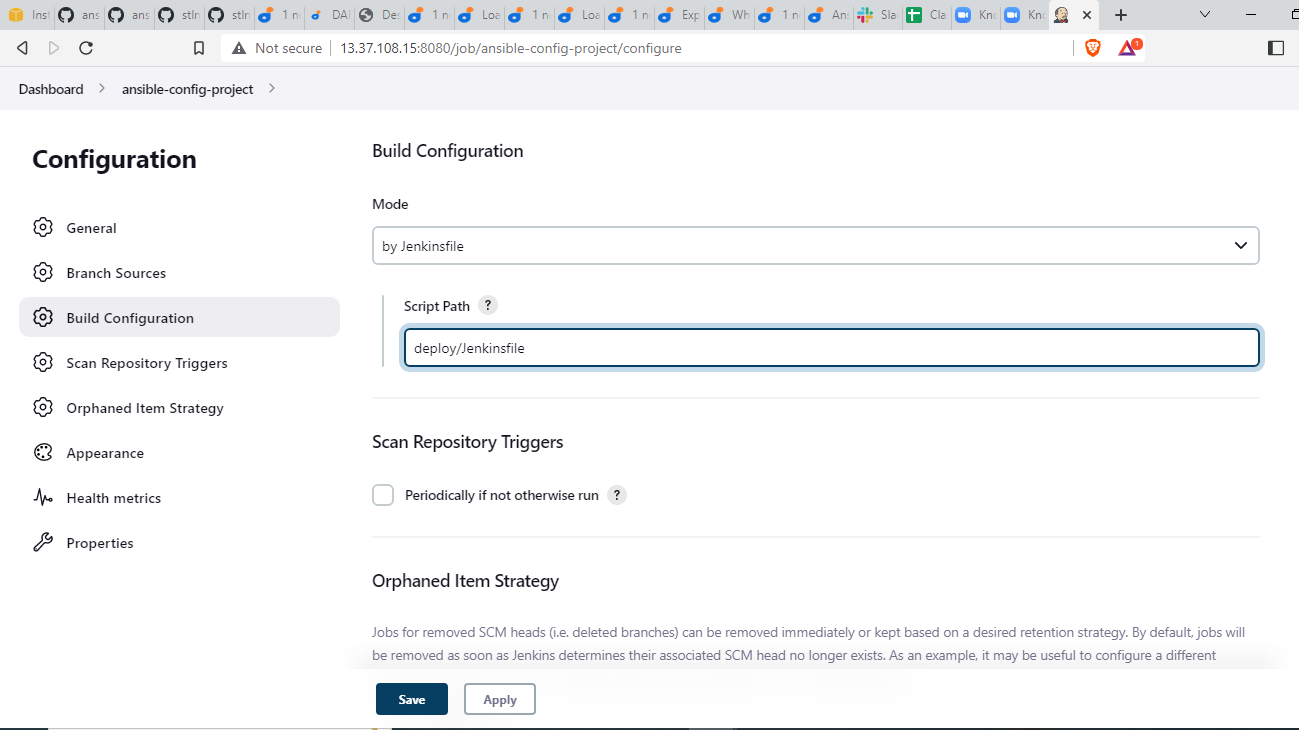 Inst
ans
ans
stln
stln
1 n
DAI
Des
1 n
Loa
1 n
Loa
1 n
Exp
Wh
1 n
Ans
Sla
Cla
Kno
Kno
Not secure
13.37.108.15:8080/job/ansible-config-project/configure
1
Dashboard
ansible-config-project
Configuration
General
Branch Sources
Build Configuration
Scan Repository Triggers
Orphaned Item Strategy
Appearance
Health metrics
Properties
Build Configuration
Mode
by Jenkinsfile
Script Path ?
deploy/Jenkinsfile
Scan Repository Triggers
Periodically if not otherwise run ?
Orphaned Item Strategy
Jobs for removed SCM heads (i.e. deleted branches) can be removed immediately or kept based on a desired retention strategy. By default, jobs will
be removed as soon as Jenkins determines their associated SCM head no longer exists. As an example, it may be useful to configure a different
Save
Apply